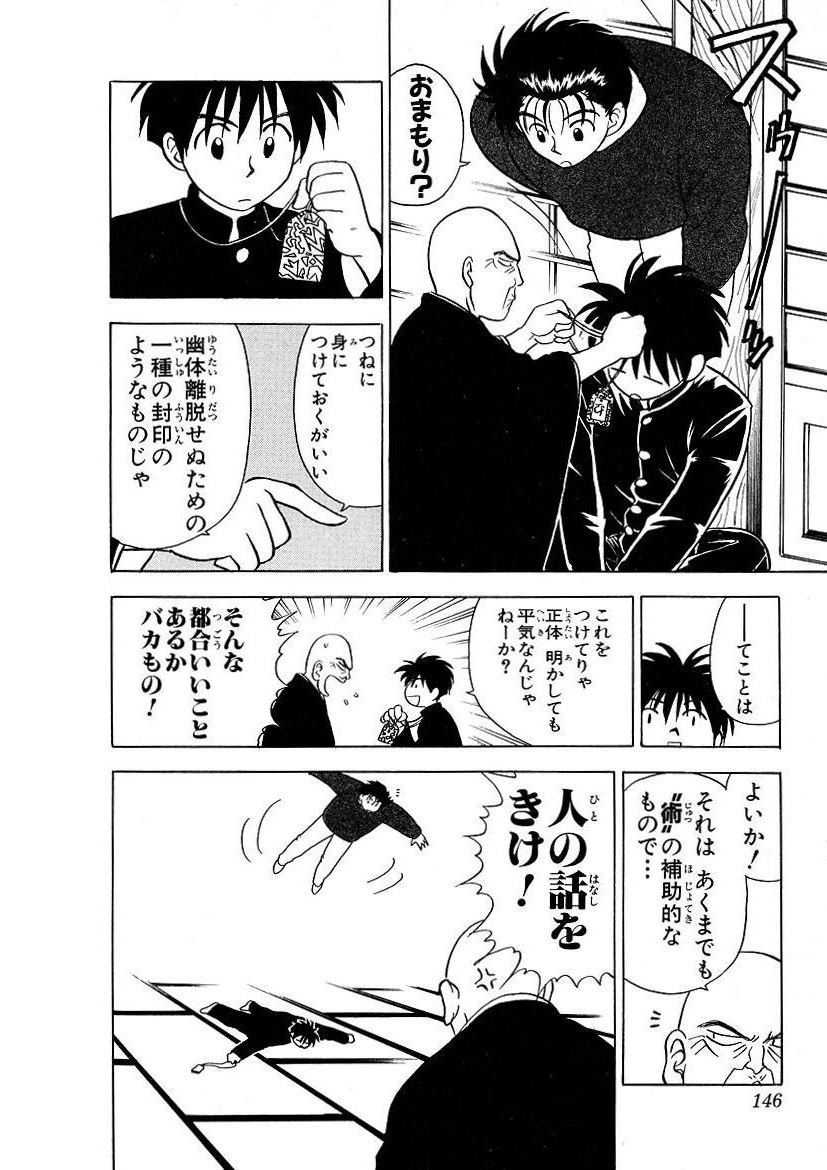 ズゥーッ
おまもり?
つねに
身に
つけておくがいい
幽体離脱せぬための
一種の封印の
ようなものじゃ
―てことは
これを
つけてりゃ
正体 明かしても
平気なんじゃ
ねーか?
そんな
都合いいこと
あるか
バカもの!
よいか!
それは あくまでも
〝術〟の補助的な
もので…
人の話を
きけ!
146